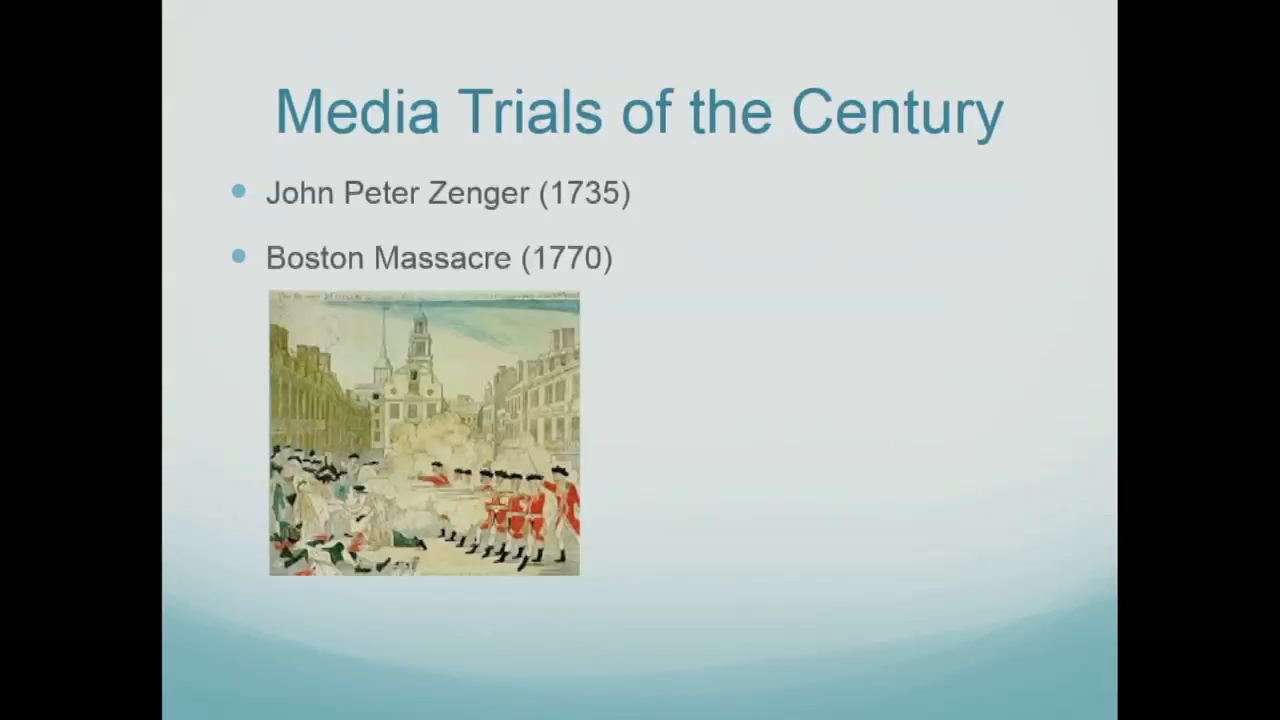 Media Trials of the Century
John Peter Zenger (1735)
Boston Massacre (1770)